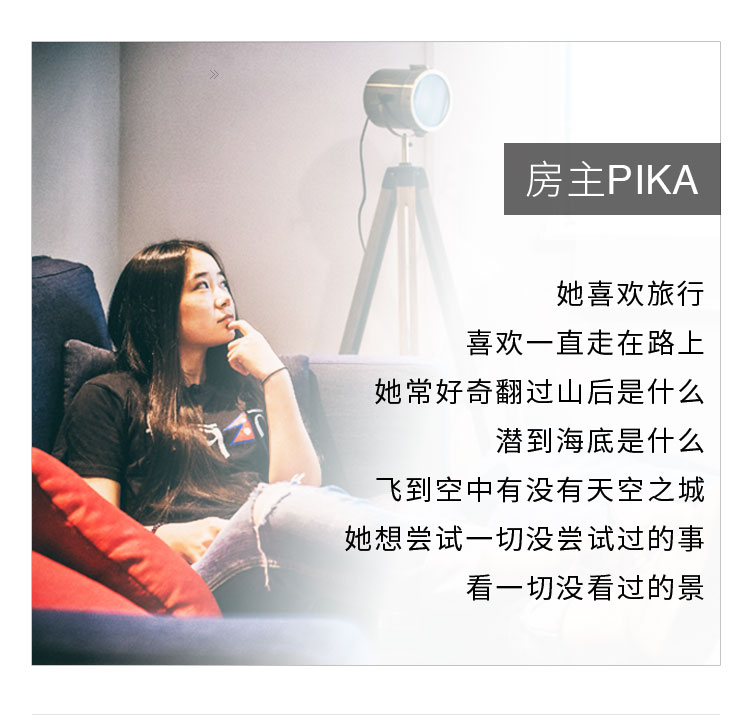 房主PIKA
她喜欢旅行
喜欢一直走在路上
她常好奇翻过山后是什么
潜到海底是什么
飞到空中有没有天空之城
她想尝试一切没尝试过的事
看一切没看过的景